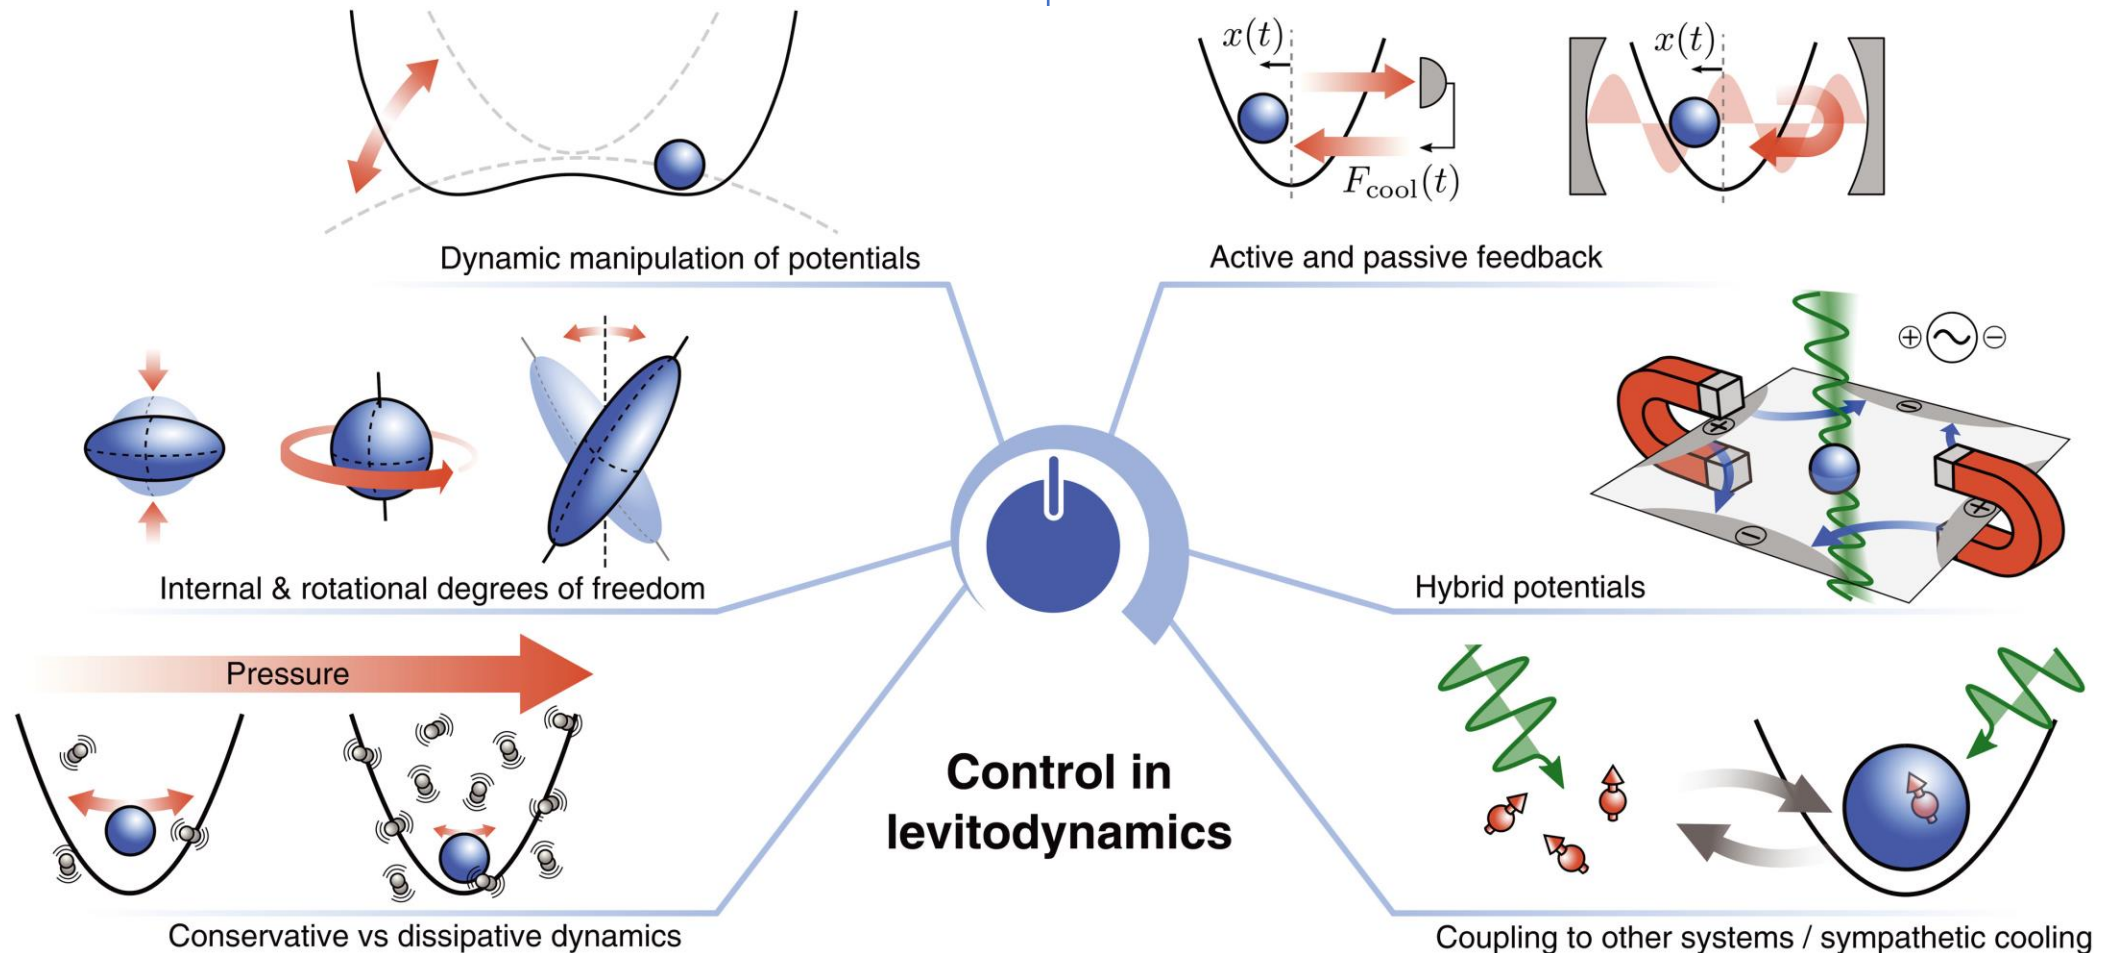 x(t)
x(t)
F_cool(t)
Dynamic manipulation of potentials
Active and passive feedback
+ ∼ −
+
−
−
+
Internal & rotational degrees of freedom
Hybrid potentials
Pressure
Control in
levitodynamics
Conservative vs dissipative dynamics
Coupling to other systems / sympathetic cooling